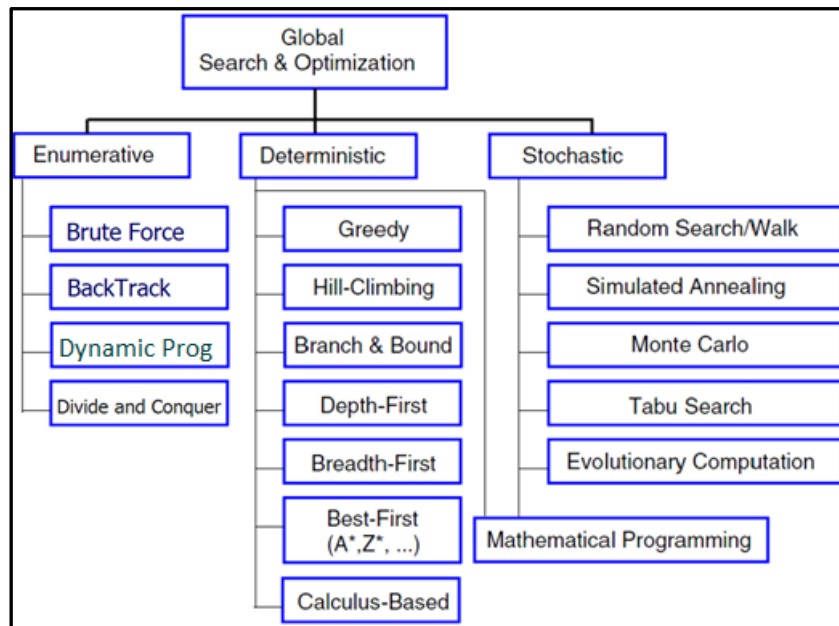 Global
Search & Optimization
Enumerative
Deterministic
Stochastic
Brute Force
BackTrack
Dynamic Prog
Divide and Conquer
Greedy
Hill-Climbing
Branch & Bound
Depth-First
Breadth-First
Best-First
(A*,Z*, ...)
Calculus-Based
Random Search/Walk
Simulated Annealing
Monte Carlo
Tabu Search
Evolutionary Computation
Mathematical Programming